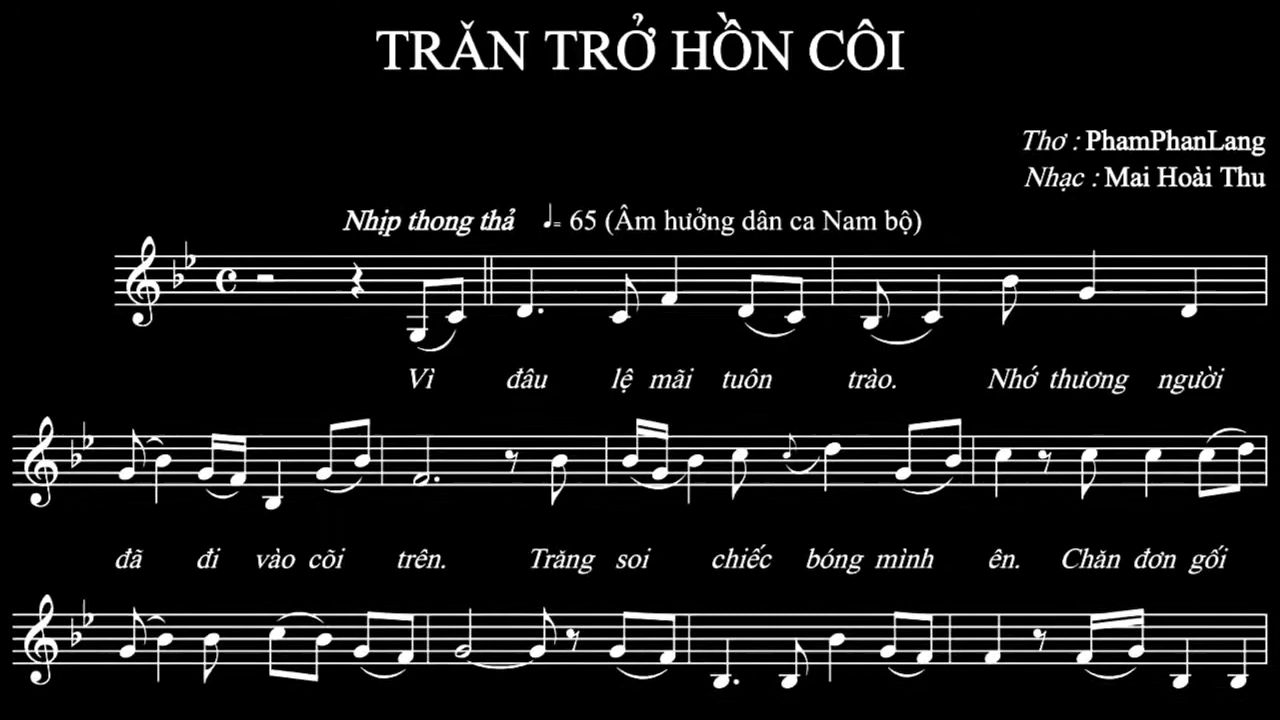 TRĂN TRỞ HỒN CÔI
Thơ : PhamPhanLang
Nhạc : Mai Hoài Thu
Nhịp thong thả ♩= 65 (Âm hưởng dân ca Nam bộ)
Vì đâu lệ mãi tuôn trào. Nhớ thương người
đã đi vào cõi trên. Trăng soi chiếc bóng mình ên. Chăn đơn gối